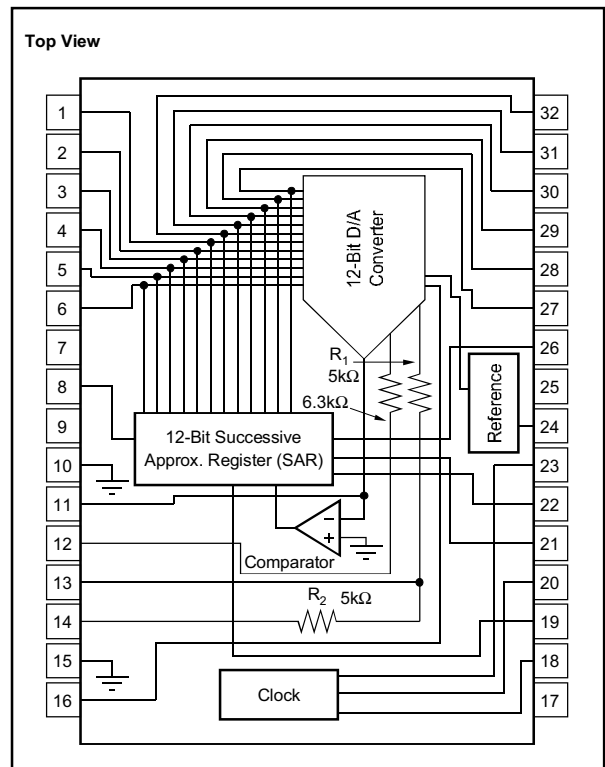 Top View
1
2
3
4
5
6
7
8
9
10
11
12
13
14
15
16
32
31
30
29
28
27
26
25
24
23
22
21
20
19
18
17
12-Bit D/A
Converter
R1
5kΩ
6.3kΩ
Reference
12-Bit Successive
Approx. Register (SAR)
–
+
Comparator
R2 5kΩ
Clock